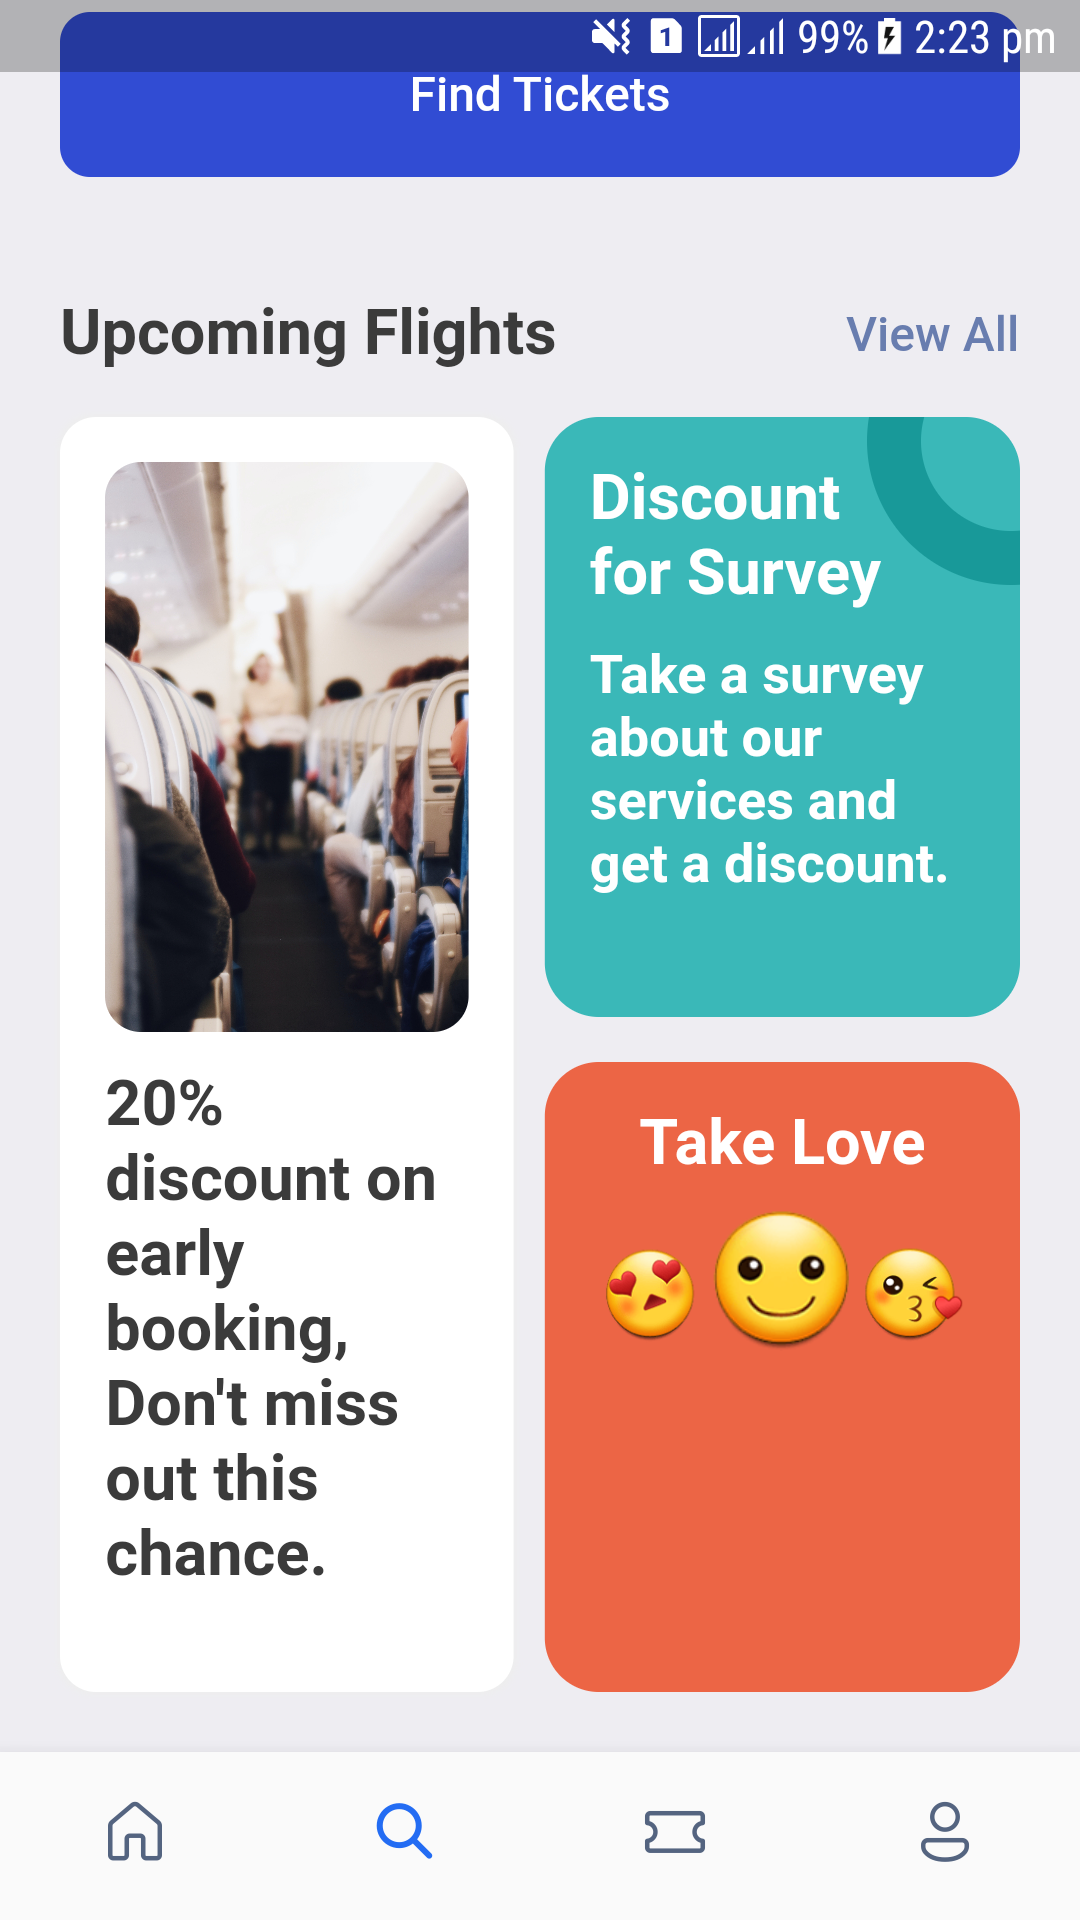 1 99% 2:23 pm
Find Tickets
Upcoming Flights
View All
Discount
for Survey
Take a survey
about our
services and
get a discount.
20%
discount on
early
booking,
Don't miss
out this
chance.
Take Love